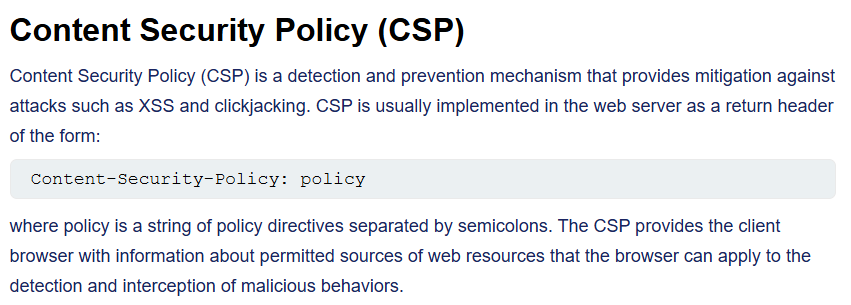 Content Security Policy (CSP)
Content Security Policy (CSP) is a detection and prevention mechanism that provides mitigation against
attacks such as XSS and clickjacking. CSP is usually implemented in the web server as a return header
of the form:
Content-Security-Policy: policy
where policy is a string of policy directives separated by semicolons. The CSP provides the client
browser with information about permitted sources of web resources that the browser can apply to the
detection and interception of malicious behaviors.